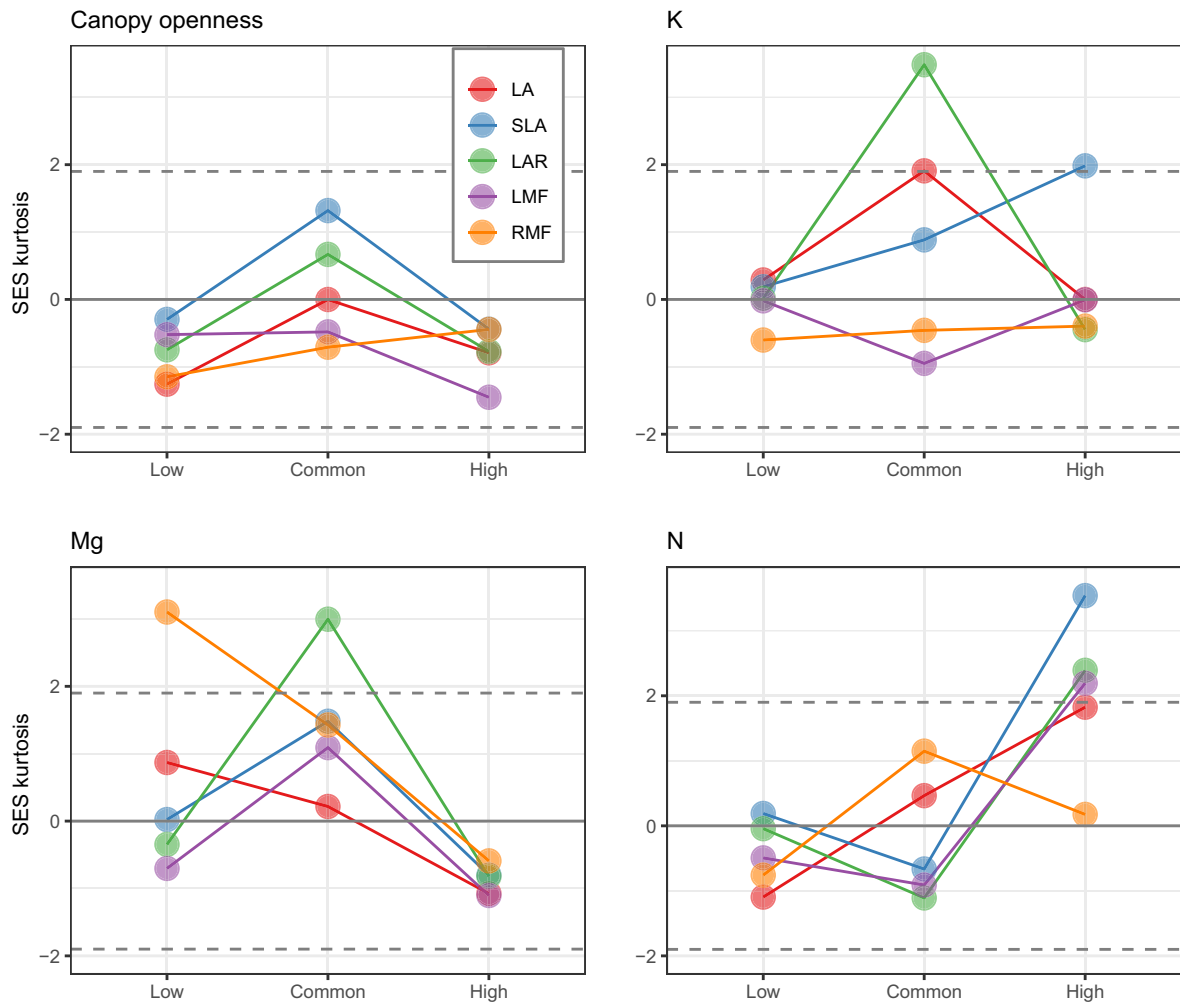 Canopy openness
K
LA
SLA
LAR
LMF
RMF
SES kurtosis
2
0
−2
Low
Common
High
2
0
−2
Low
Common
High
Mg
N
SES kurtosis
2
0
−2
Low
Common
High
2
0
−2
Low
Common
High